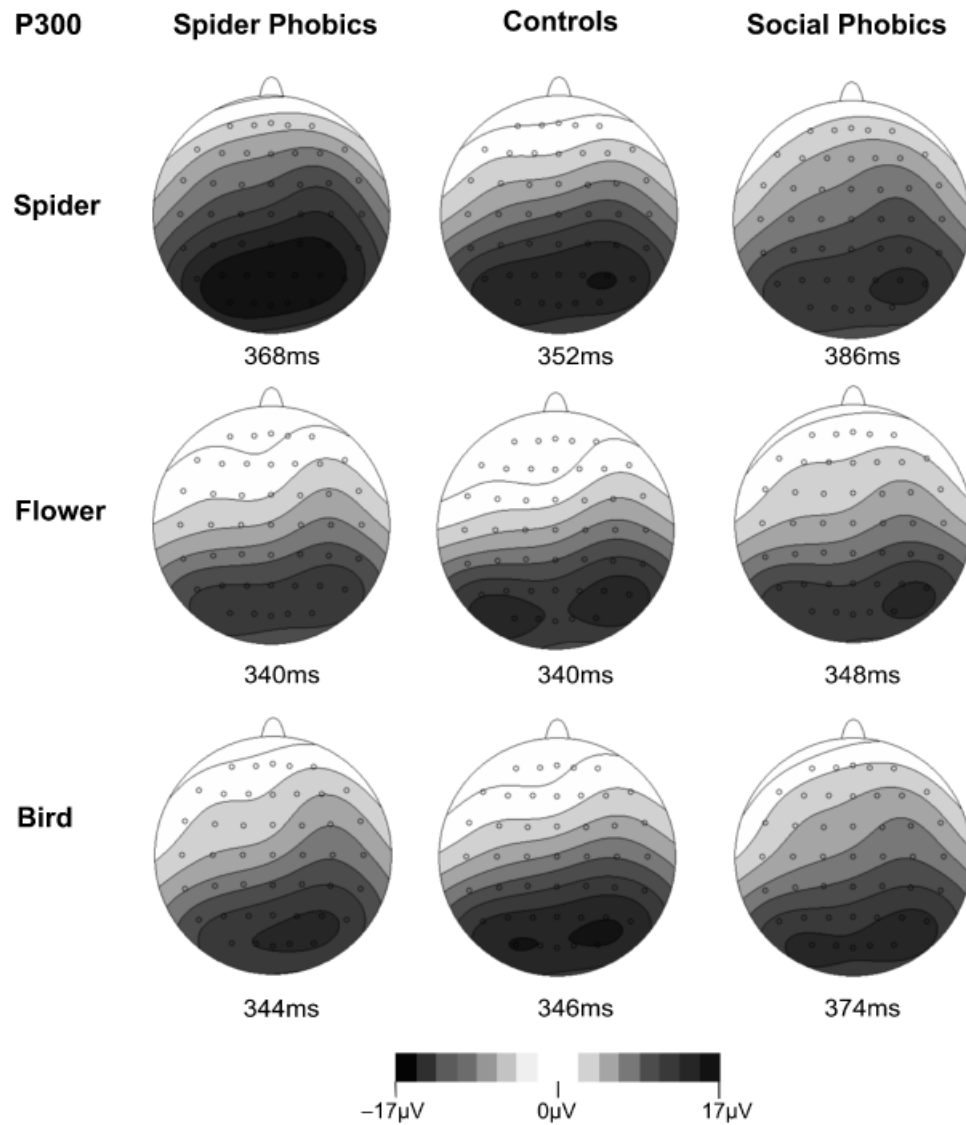 P300 Spider Phobics Controls Social Phobics
Spider
368ms 352ms 386ms
Flower
340ms 340ms 348ms
Bird
344ms 346ms 374ms
−17µV 0µV 17µV